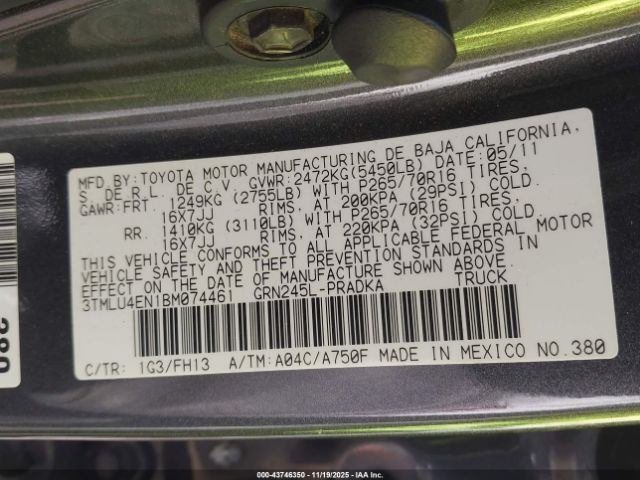 MFD.BY:TOYOTA MOTOR MANUFACTURING DE BAJA CALIFORNIA,
S. DE R.L. DE C.V. GVWR:2472KG(5450LB) DATE:05/11
GAWR:FRT. 1249KG (2755LB) WITH P265/70R16 TIRES,
16X7JJ RIMS, AT 200KPA (29PSI) COLD.
RR. 1410KG (3110LB) WITH P265/70R16 TIRES,
16X7JJ RIMS, AT 220KPA (32PSI) COLD.
THIS VEHICLE CONFORMS TO ALL APPLICABLE FEDERAL MOTOR
VEHICLE SAFETY AND THEFT PREVENTION STANDARDS IN
EFFECT ON THE DATE OF MANUFACTURE SHOWN ABOVE.
3TMLU4EN1BM074461 GRN245L-PRADKA TRUCK
C/TR: 1G3/FH13 A/TM:A04C/A750F MADE IN MEXICO NO.380
000-43746350 - 11/19/2025 - IAA Inc.